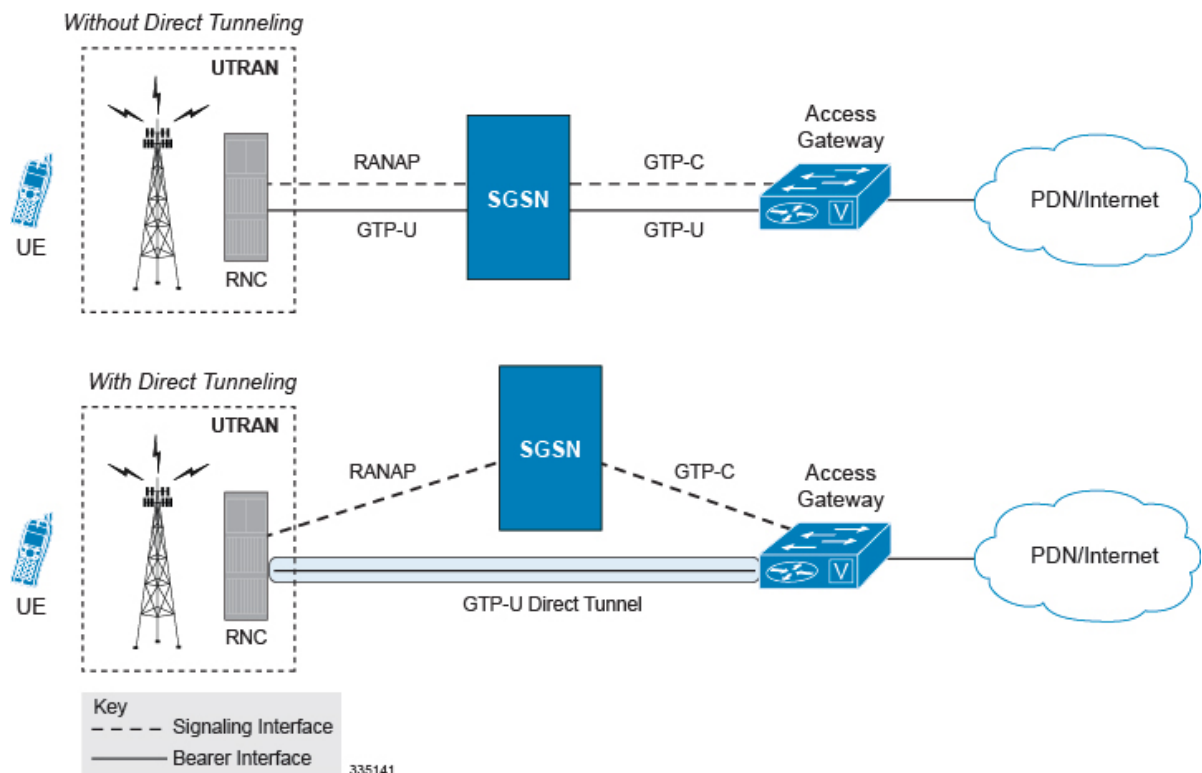 Without Direct Tunneling
UTRAN
UE
RNC
RANAP
GTP-U
SGSN
GTP-C
GTP-U
Access
Gateway
V
PDN/Internet
With Direct Tunneling
UTRAN
UE
RNC
RANAP
SGSN
GTP-C
GTP-U Direct Tunnel
Access
Gateway
V
PDN/Internet
Key
Signaling Interface
Bearer Interface
335141